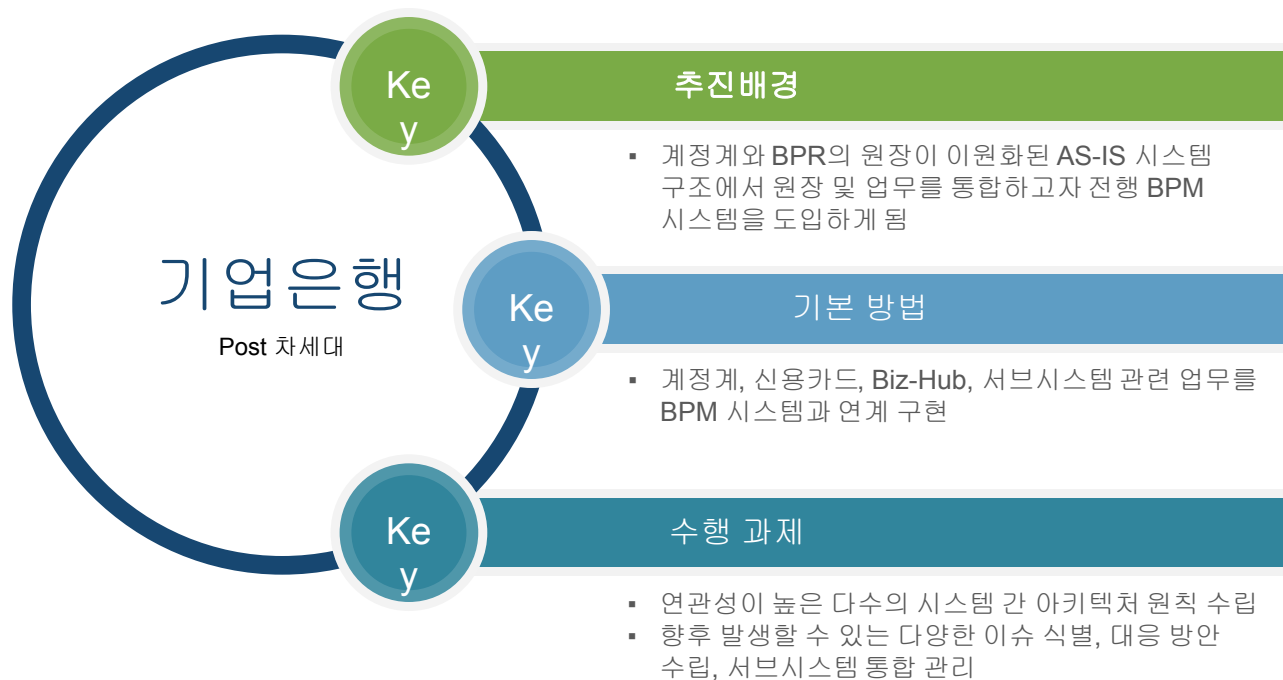 Ke
y
추진배경
▪ 계정계와 BPR의 원장이 이원화된 AS-IS 시스템
구조에서 원장 및 업무를 통합하고자 전행 BPM
시스템을 도입하게 됨
기업은행
Post 차세대
Ke
y
기본 방법
▪ 계정계, 신용카드, Biz-Hub, 서브시스템 관련 업무를
BPM 시스템과 연계 구현
Ke
y
수행 과제
▪ 연관성이 높은 다수의 시스템 간 아키텍처 원칙 수립
▪ 향후 발생할 수 있는 다양한 이슈 식별, 대응 방안
수립, 서브시스템 통합 관리